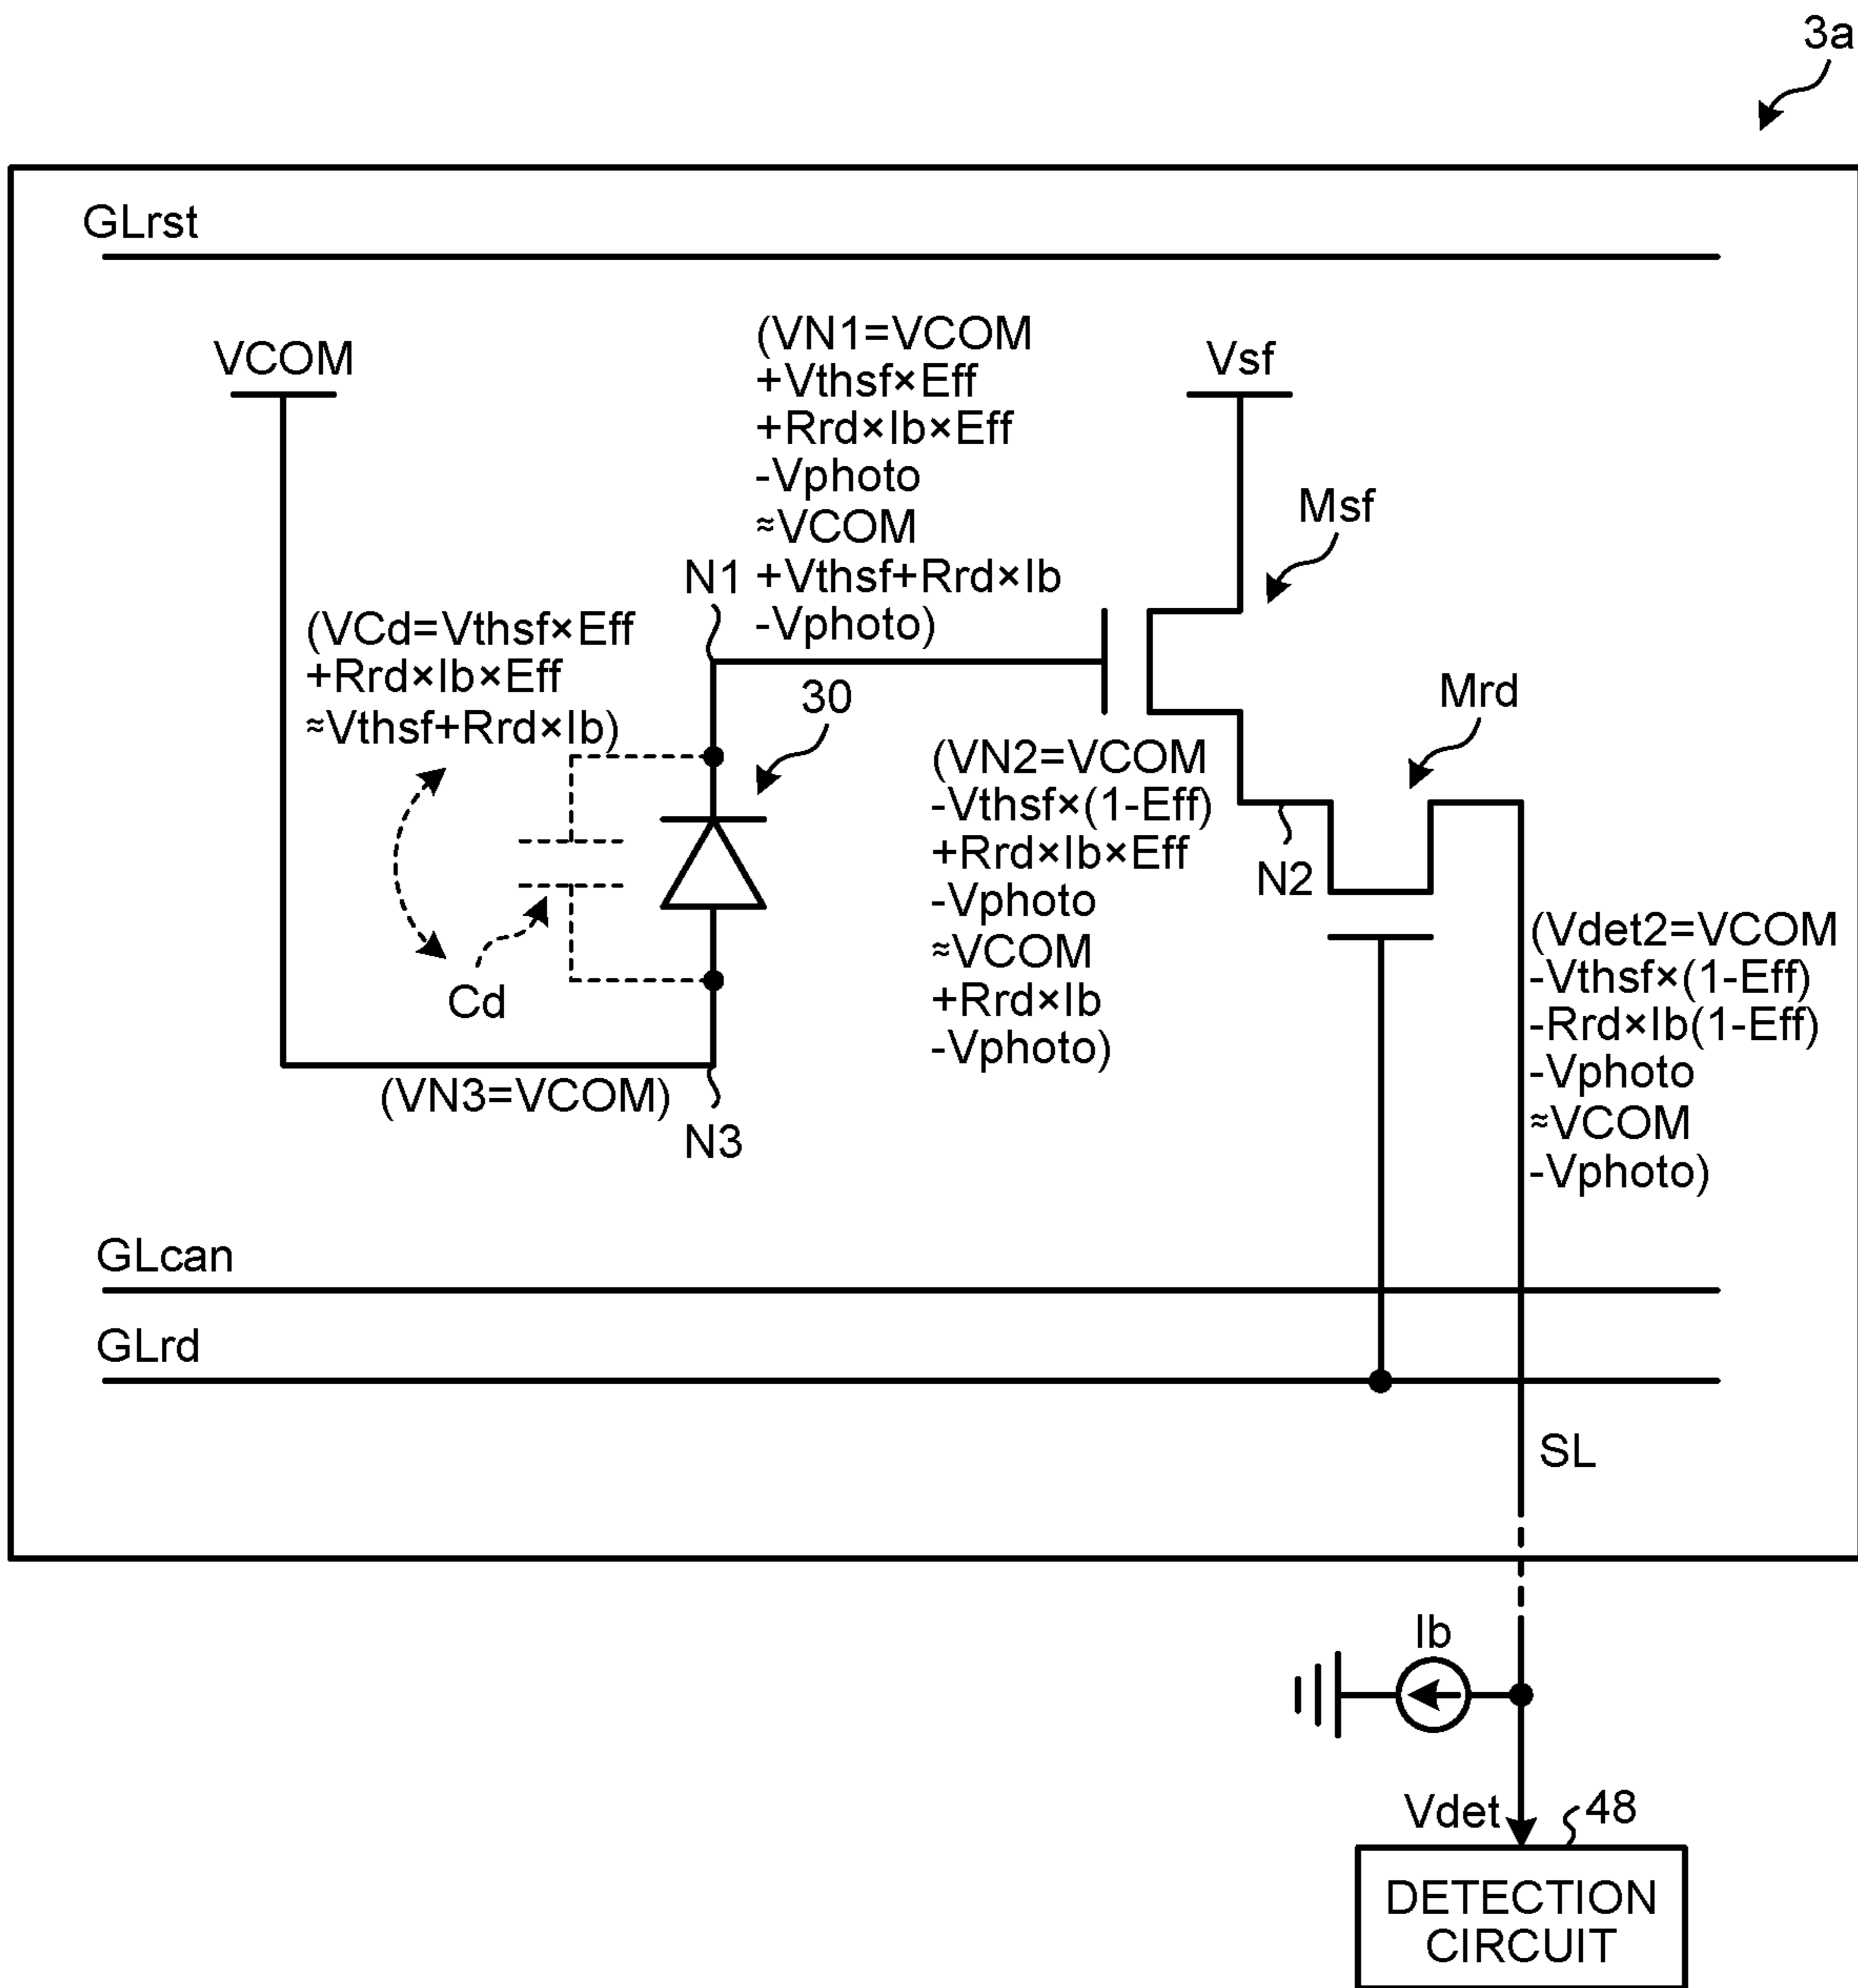 3a
GLrst
VCOM
(VN1=VCOM
+Vthsf×Eff
+Rrd×Ib×Eff
-Vphoto
≈VCOM
+Vthsf+Rrd×Ib
-Vphoto)
Vsf
Msf
N1
(VCd=Vthsf×Eff
+Rrd×Ib×Eff
≈Vthsf+Rrd×Ib)
30
Mrd
(VN2=VCOM
-Vthsf×(1-Eff)
+Rrd×Ib×Eff
-Vphoto
≈VCOM
+Rrd×Ib
-Vphoto)
N2
(Vdet2=VCOM
-Vthsf×(1-Eff)
-Rrd×Ib(1-Eff)
-Vphoto
≈VCOM
-Vphoto)
Cd
(VN3=VCOM)
N3
GLcan
GLrd
SL
Ib
Vdet
48
DETECTION
CIRCUIT